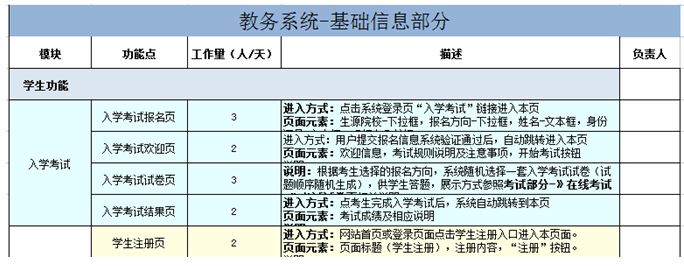 教务系统-基础信息部分
模块 功能点 工作量（人/天） 描述 负责人
学生功能
入学考试
入学考试报名页 3
进入方式：点击系统登录页“入学考试”链接进入本页
页面元素：生源院校-下拉框，报名方向-下拉框，姓名-文本框，身份
入学考试欢迎页 2
进入方式：用户提交报名信息系统验证通过后，自动跳转进入本页
页面元素：欢迎信息，考试规则说明及注意事项，开始考试按钮
入学考试试卷页 3
说明：根据考生选择的报名方向，系统随机选择一套入学考试试卷（试
题顺序随机生成），供学生答题，展示方式参照考试部分-》在线考试
入学考试结果页 2
进入方式：点考生完成入学考试后，系统自动跳转到本页
页面元素：考试成绩及相应说明
学生注册页 2
进入方式：网站首页或登录页面点击学生注册入口进入本页面。
页面元素：页面标题（学生注册），注册内容，“注册”按钮。